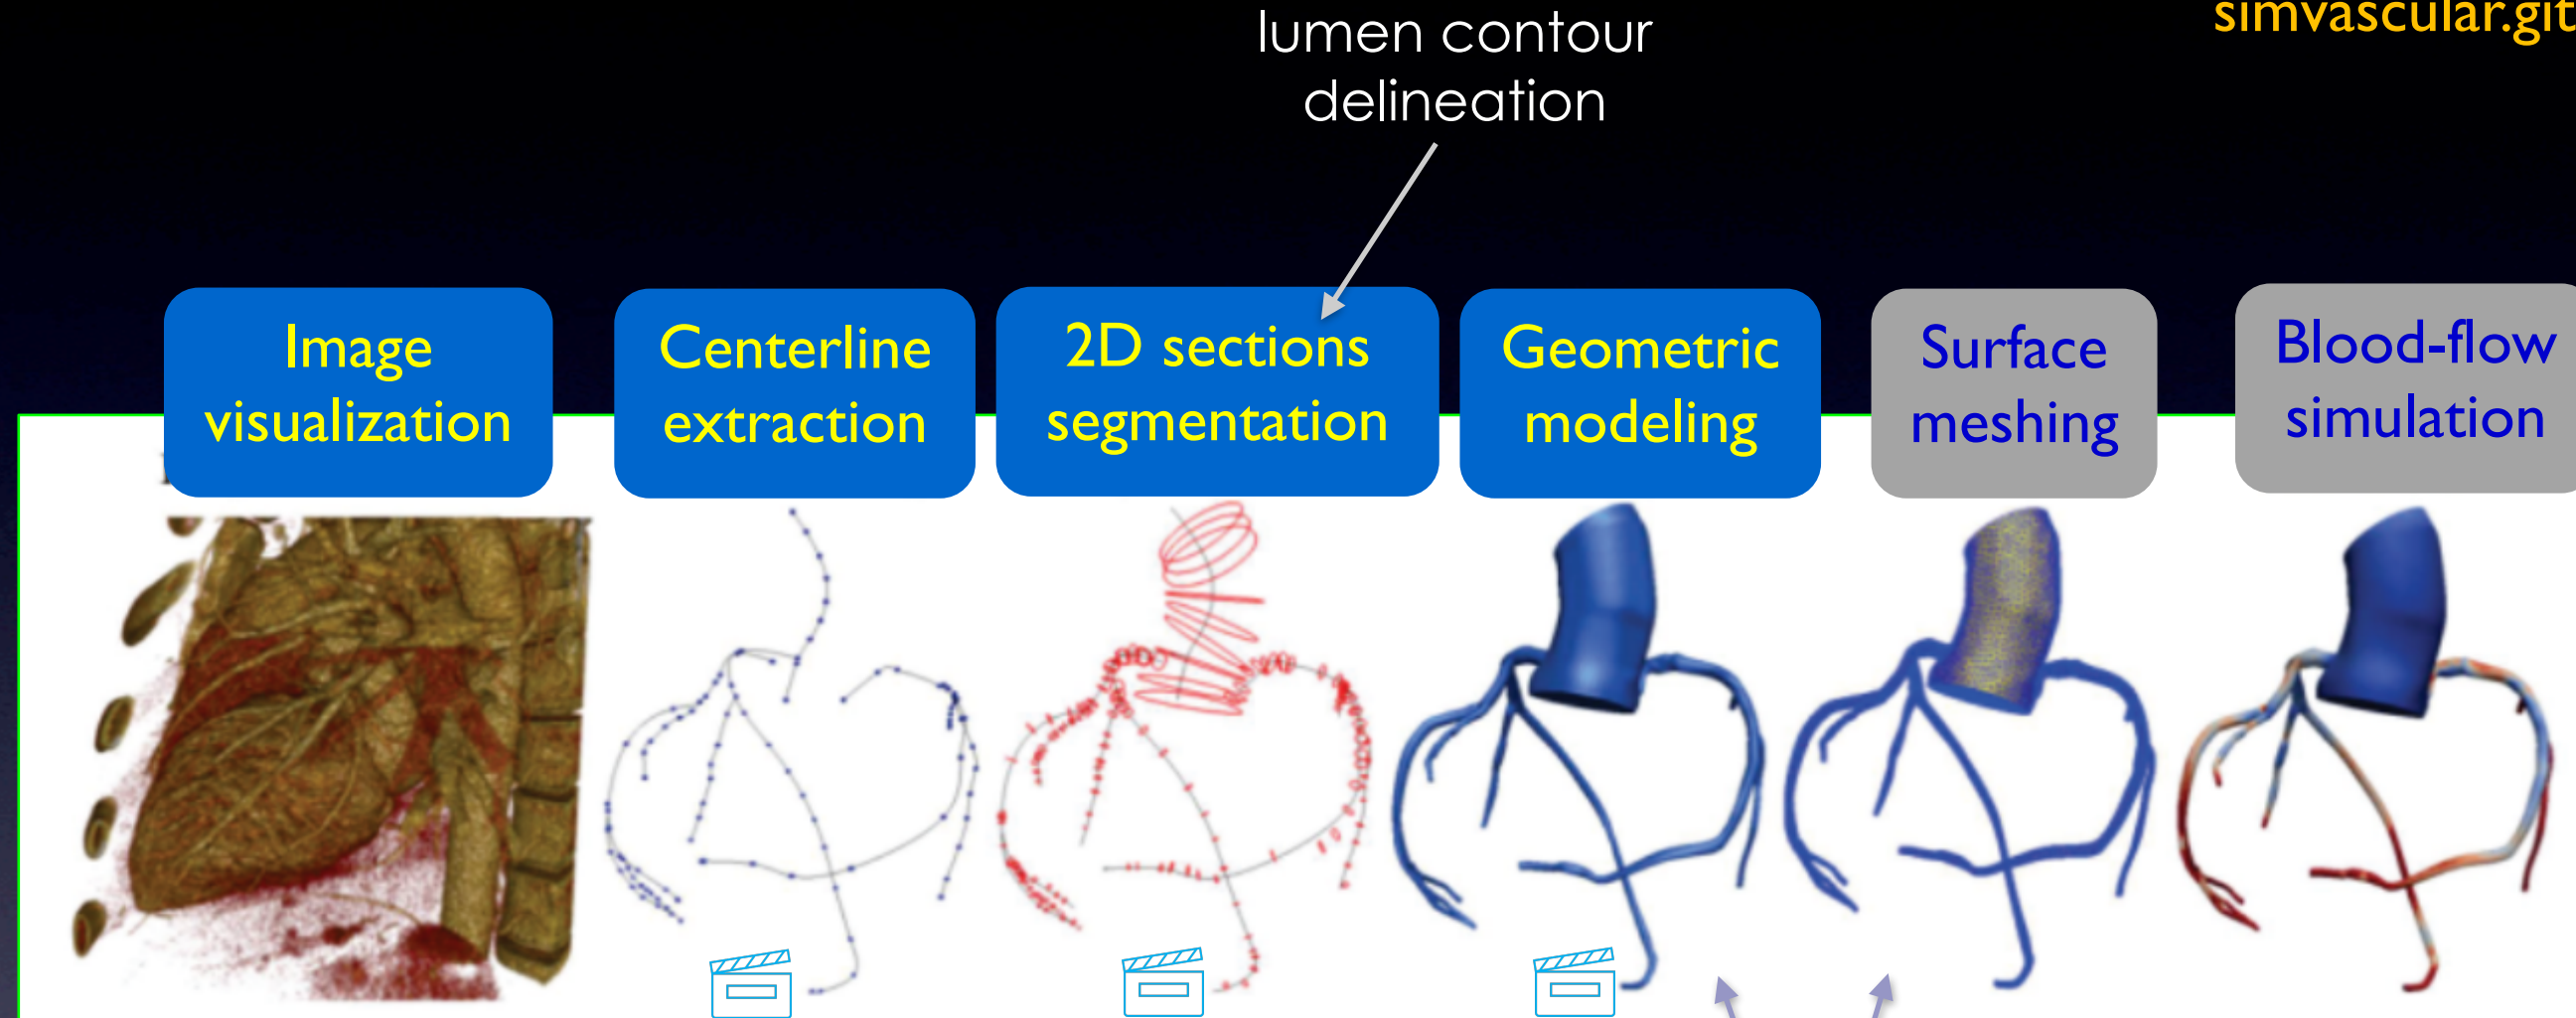 simvascular.git
lumen contour
delineation
Image
visualization
Centerline
extraction
2D sections
segmentation
Geometric
modeling
Surface
meshing
Blood-flow
simulation